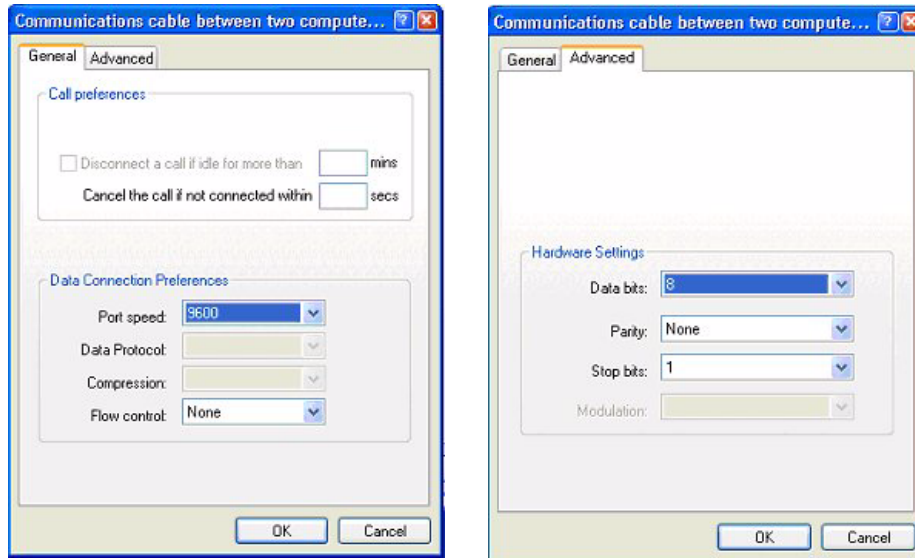 Communications cable between two compute...
General Advanced
Call preferences
Disconnect a call if idle for more than mins
Cancel the call if not connected within secs
Data Connection Preferences
Port speed: 9600
Data Protocol:
Compression:
Flow control: None
OK Cancel
Communications cable between two compute...
General Advanced
Hardware Settings
Data bits: 8
Parity: None
Stop bits: 1
Modulation:
OK Cancel